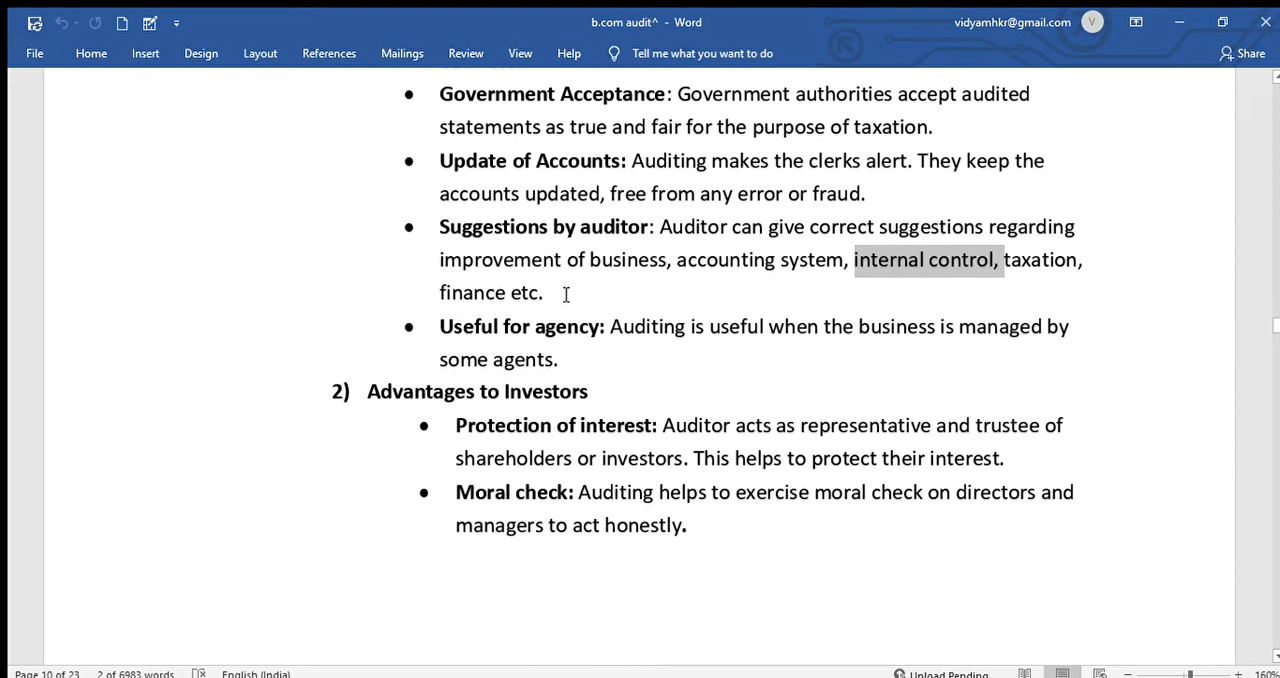 b.com audit^ - Word
vidyamhkr@gmail.com V
File Home Insert Design Layout References Mailings Review View Help Tell me what you want to do Share
• Government Acceptance: Government authorities accept audited
statements as true and fair for the purpose of taxation.
• Update of Accounts: Auditing makes the clerks alert. They keep the
accounts updated, free from any error or fraud.
• Suggestions by auditor: Auditor can give correct suggestions regarding
improvement of business, accounting system, internal control, taxation,
finance etc.
• Useful for agency: Auditing is useful when the business is managed by
some agents.
2) Advantages to Investors
• Protection of interest: Auditor acts as representative and trustee of
shareholders or investors. This helps to protect their interest.
• Moral check: Auditing helps to exercise moral check on directors and
managers to act honestly.
Page 10 of 23 2 of 6983 words English (India) Upload Pending 160%